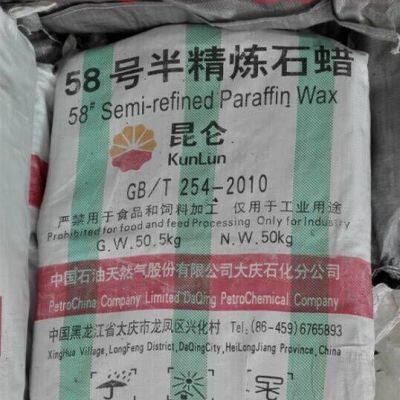 58号半精炼石蜡
58# Semi-refined Paraffin Wax
昆仑
KunLun
GB/T 254-2010
严禁用于食品和饲料加工 仅用于工业用途
Prohibited for food and feed Processing Only for Industry
G.W.50.5kg N.W.50kg
中国石油天然气股份有限公司大庆石化分公司
PetroChina Company Limited DaQing PetroChemical Company
中国黑龙江省大庆市龙凤区兴化村 Tel: (86-459) 6765893
XingHua Village, LongFeng District, DaQingCity, HeiLongJiang Province, China